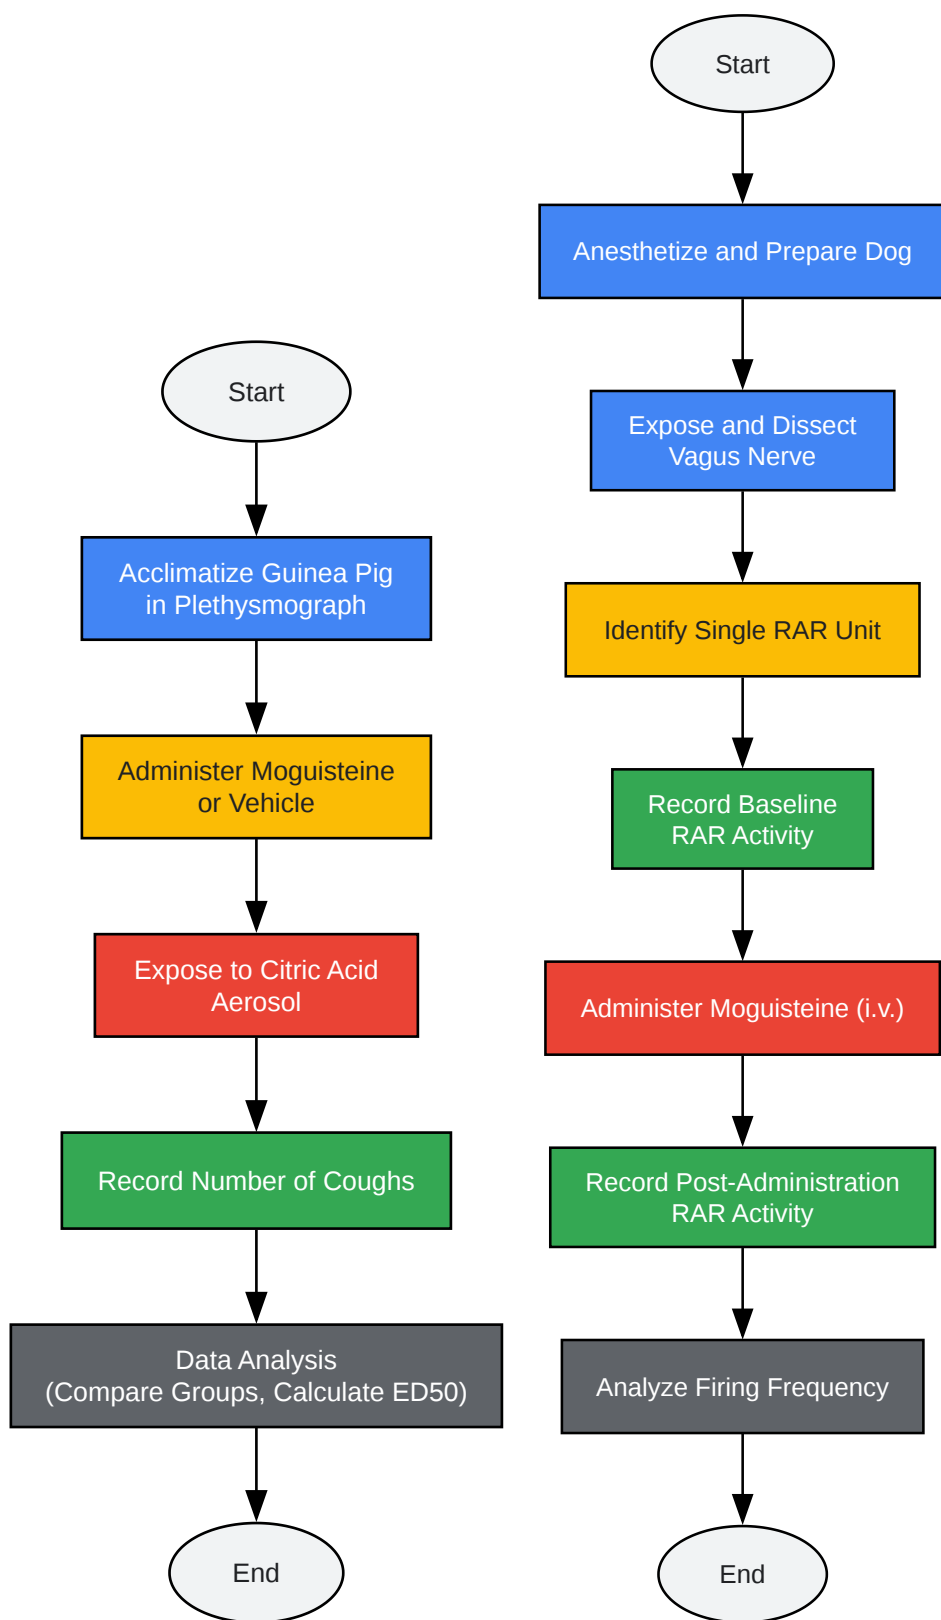 Start
Acclimatize Guinea Pig
in Plethysmograph
Administer Moguisteine
or Vehicle
Expose to Citric Acid
Aerosol
Record Number of Coughs
Data Analysis
(Compare Groups, Calculate ED50)
End
Start
Anesthetize and Prepare Dog
Expose and Dissect
Vagus Nerve
Identify Single RAR Unit
Record Baseline
RAR Activity
Administer Moguisteine (i.v.)
Record Post-Administration
RAR Activity
Analyze Firing Frequency
End